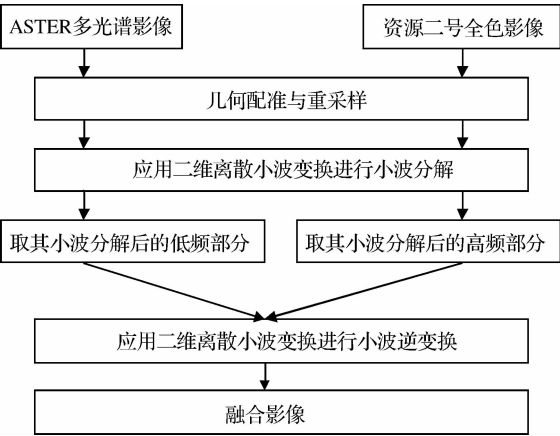 ASTER多光谱影像
资源二号全色影像
几何配准与重采样
应用二维离散小波变换进行小波分解
取其小波分解后的低频部分
取其小波分解后的高频部分
应用二维离散小波变换进行小波逆变换
融合影像